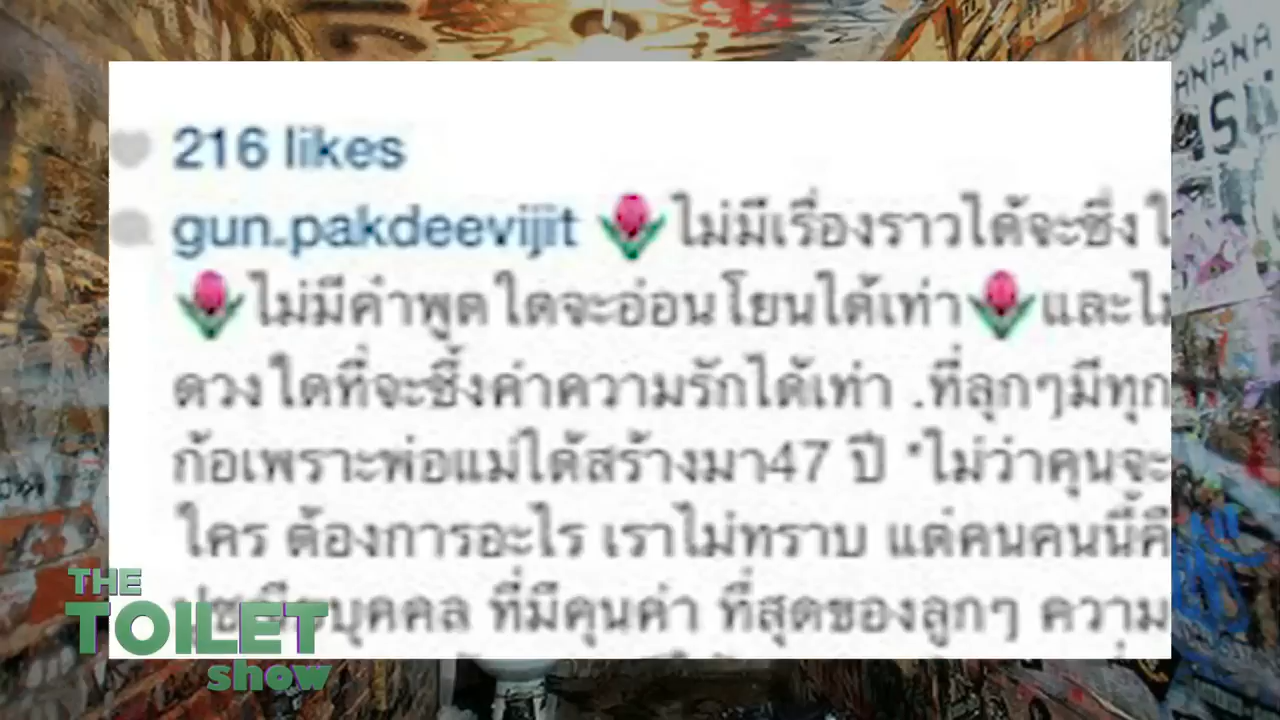 216 likes
gun.pakdeevijit 🌷ไม่มีเรื่องราวใด้จะซึ่ง
🌷ไม่มีคำพูดใดจะอ่อนโยนได้เท่า🌷และไ
ดวงใดที่จะซึ้งค่าความรักได้เท่า .ที่ลูกๆมีทุก
ก้อเพราะพ่อแม่ได้สร้างมา47 ปี *ไม่ว่าคุณจะ
ใคร ต้องการอะไร เราไม่ทราบ แต่คนคนนี้คื
บุคคล ที่มีคุณค่า ที่สุดของลูกๆ ความ
THE
TOILET
show
ANANA
S